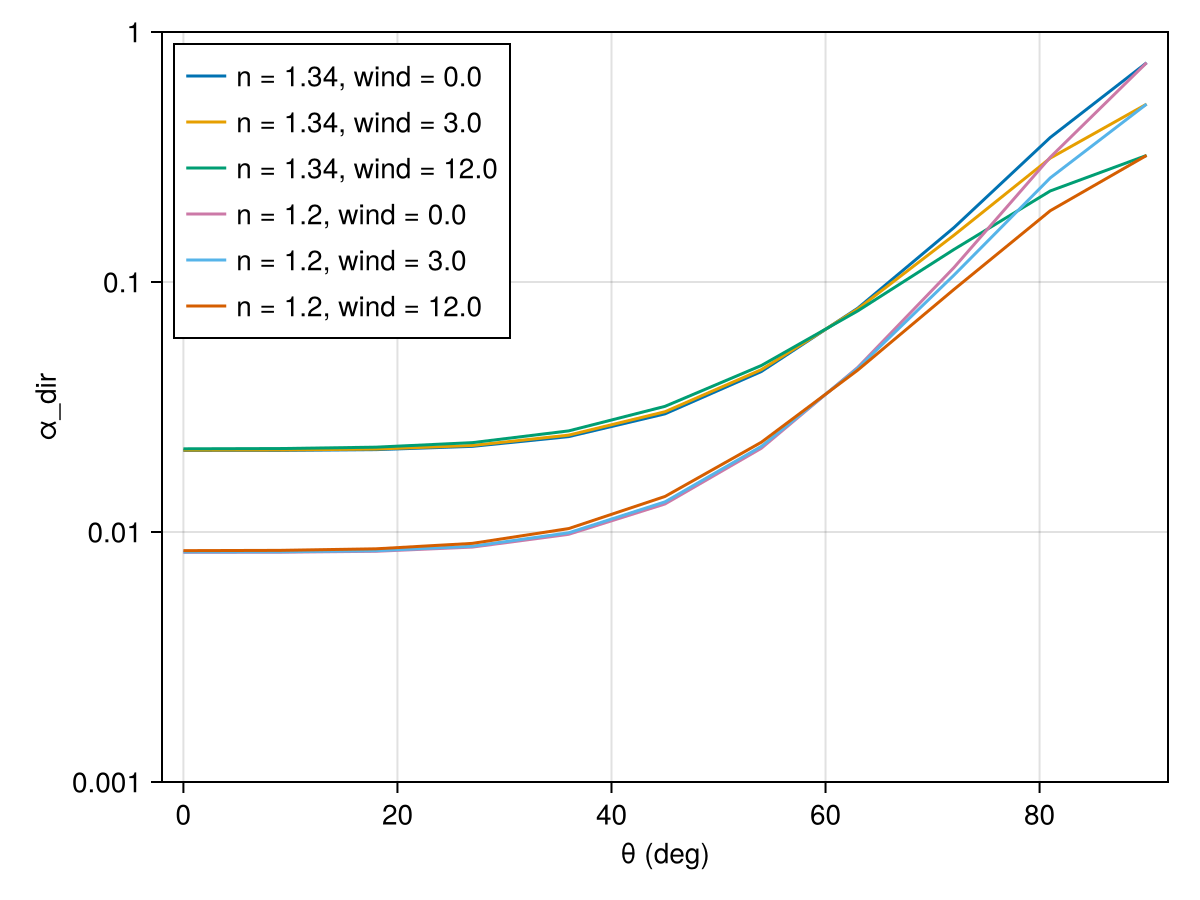 1
n = 1.34, wind = 0.0
n = 1.34, wind = 3.0
n = 1.34, wind = 12.0
n = 1.2, wind = 0.0
n = 1.2, wind = 3.0
n = 1.2, wind = 12.0
0.1
α_dir
0.01
0.001
0 20 40 60 80
θ (deg)